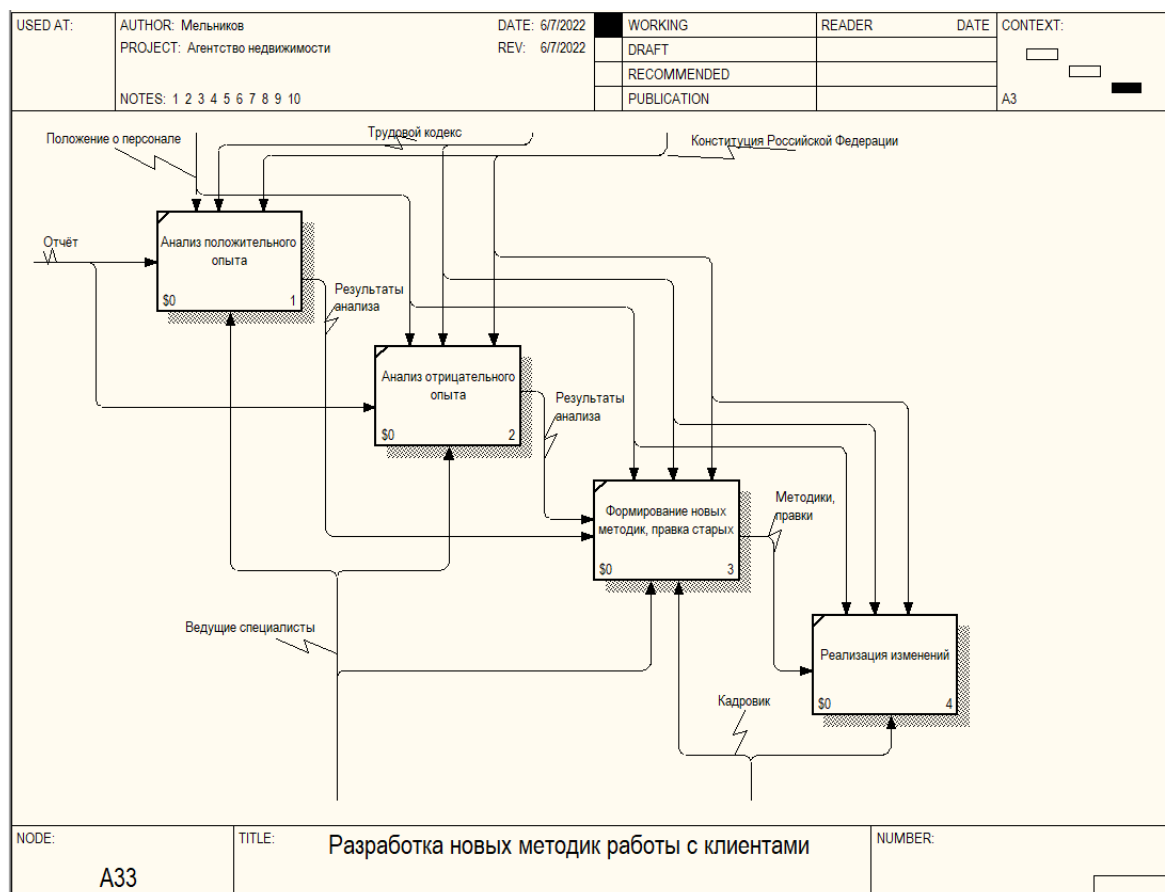 USED AT:
AUTHOR: Мельников
DATE: 6/7/2022
PROJECT: Агентство недвижимости
REV: 6/7/2022
NOTES: 1 2 3 4 5 6 7 8 9 10
WORKING
DRAFT
RECOMMENDED
PUBLICATION
READER
DATE
CONTEXT:
A3
Положение о персонале
Трудовой кодекс
Конституция Российской Федерации
Отчёт
Анализ положительного
опыта
$0
1
Результаты
анализа
Анализ отрицательного
опыта
$0
2
Результаты
анализа
Формирование новых
методик, правка старых
$0
3
Методики,
правки
Ведущие специалисты
Реализация изменений
$0
4
Кадровик
NODE:
A33
TITLE:
Разработка новых методик работы с клиентами
NUMBER: